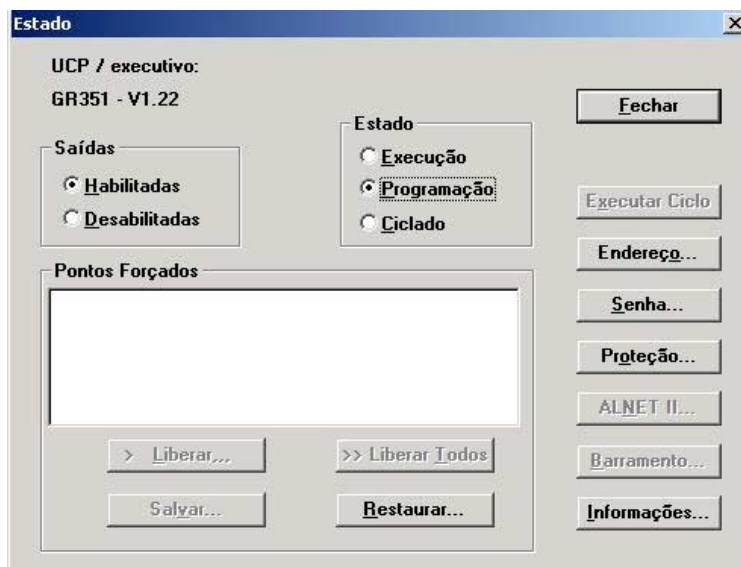 Estado
UCP / executivo:
GR351 - V1.22
Fechar
Saídas
Habilitadas
Desabilitadas
Estado
Execução
Programação
Ciclado
Executar Ciclo
Endereço...
Senha...
Proteção...
ALNET II...
Barramento...
Informações...
Pontos Forçados
> Liberar...
>> Liberar Todos
Salvar...
Restaurar...